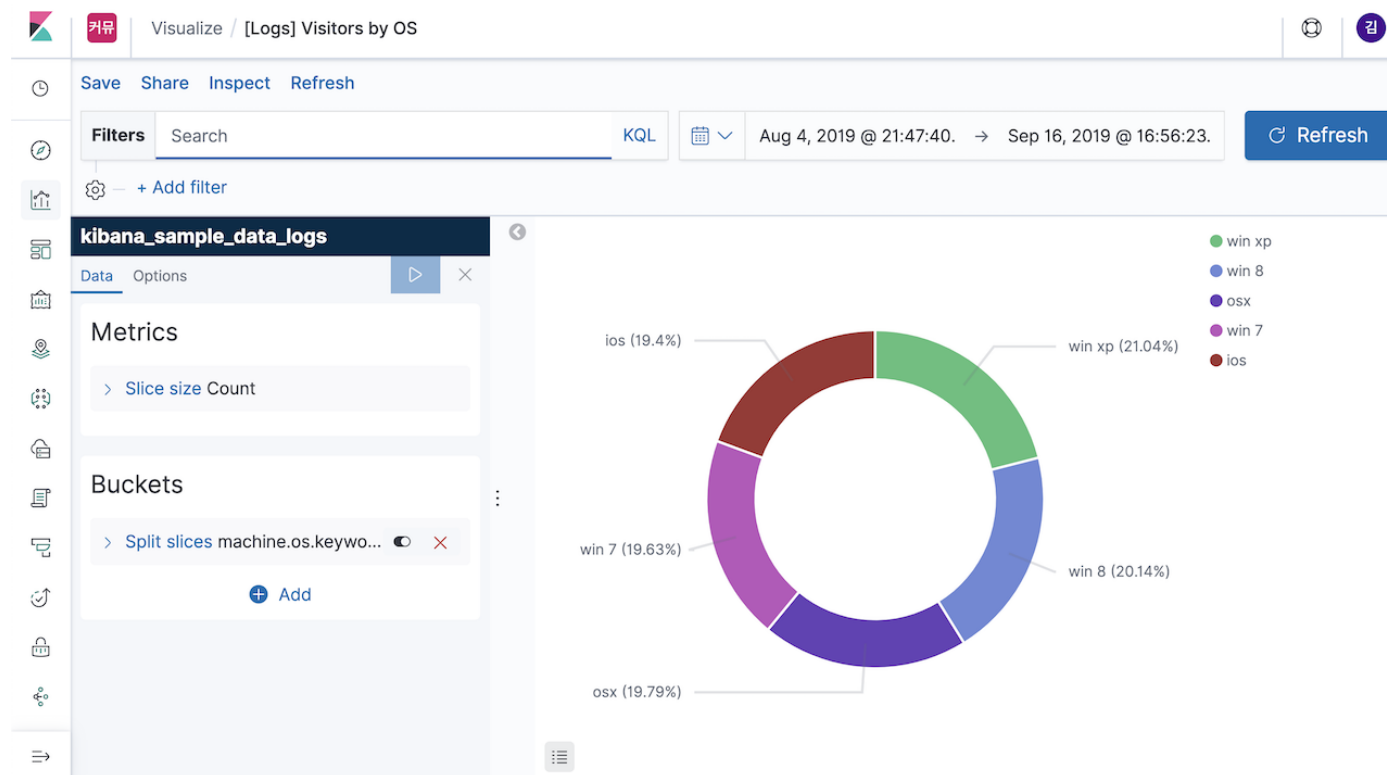 커뮤
Visualize / [Logs] Visitors by OS
김
Save Share Inspect Refresh
Filters Search KQL
Aug 4, 2019 @ 21:47:40. → Sep 16, 2019 @ 16:56:23.
Refresh
+ Add filter
kibana_sample_data_logs
Data Options
Metrics
Slice size Count
Buckets
Split slices machine.os.keywo...
Add
win xp
win 8
osx
win 7
ios
ios (19.4%)
win xp (21.04%)
win 7 (19.63%)
win 8 (20.14%)
osx (19.79%)